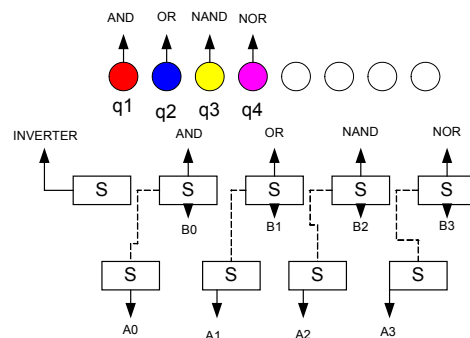 AND OR NAND NOR
q1 q2 q3 q4
INVERTER AND OR NAND NOR
S S S S S
B0 B1 B2 B3
S S S S
A0 A1 A2 A3